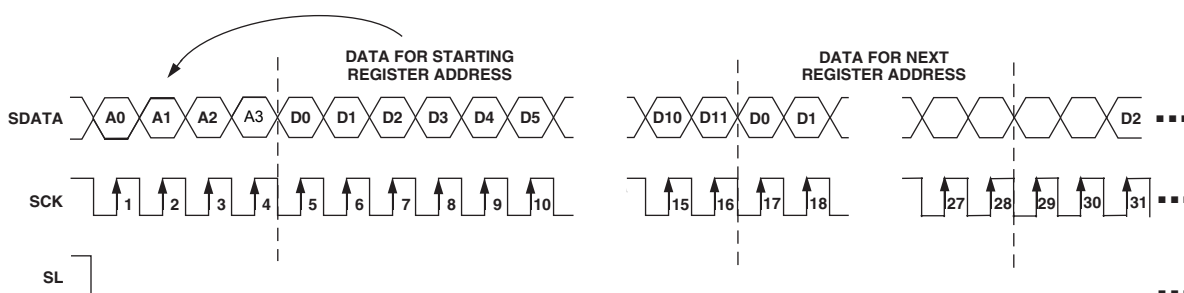 DATA FOR STARTING
REGISTER ADDRESS
DATA FOR NEXT
REGISTER ADDRESS
SDATA A0 A1 A2 A3 D0 D1 D2 D3 D4 D5 D10 D11 D0 D1 D2
SCK 1 2 3 4 5 6 7 8 9 10 15 16 17 18 27 28 29 30 31
SL